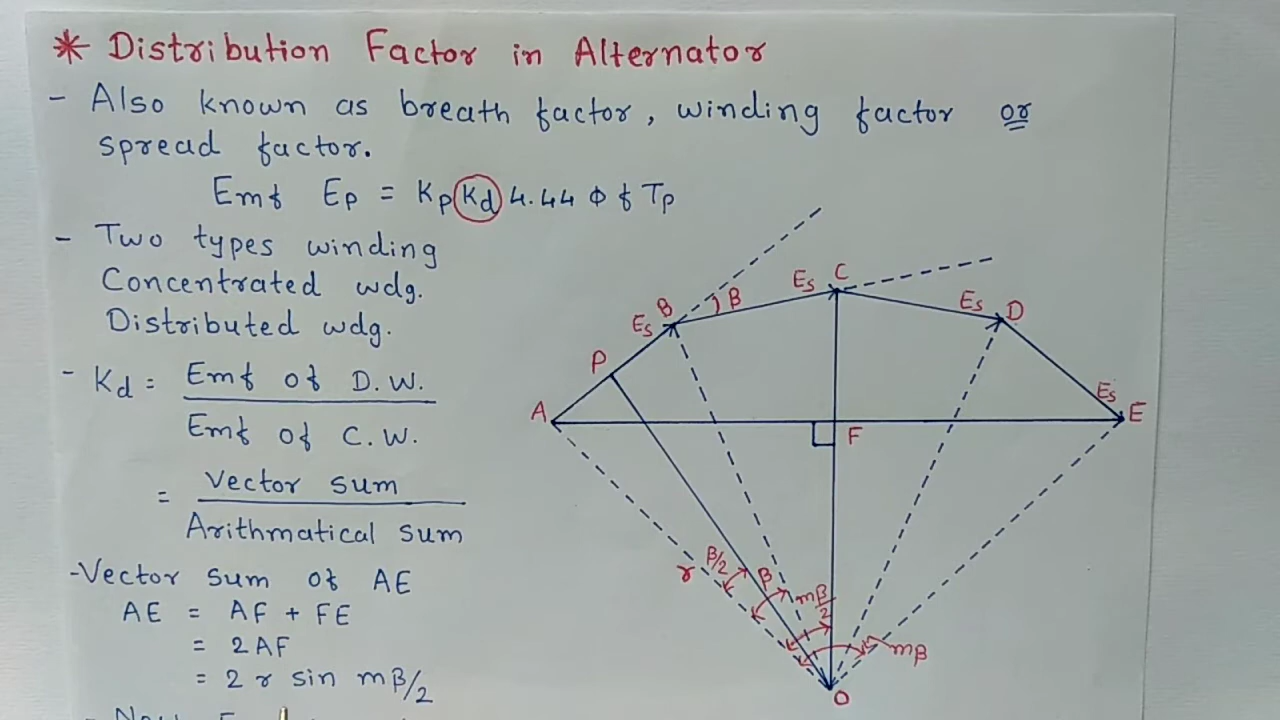 * Distribution Factor in Alternator
- Also known as breath factor, winding factor or
spread factor.
Emf Ep = Kp Kd 4.44 Φ f Tp
- Two types winding
Concentrated wdg.
Distributed wdg.
- Kd = Emf of D.W.
Emf of C.W.
= Vector sum
Arithmatical sum
- Vector sum of AE
AE = AF + FE
= 2AF
= 2 r sin mβ/2
Es B β
Es C
Es D
P
A
Es E
F
r
β/2
β
mβ/2
mβ
O